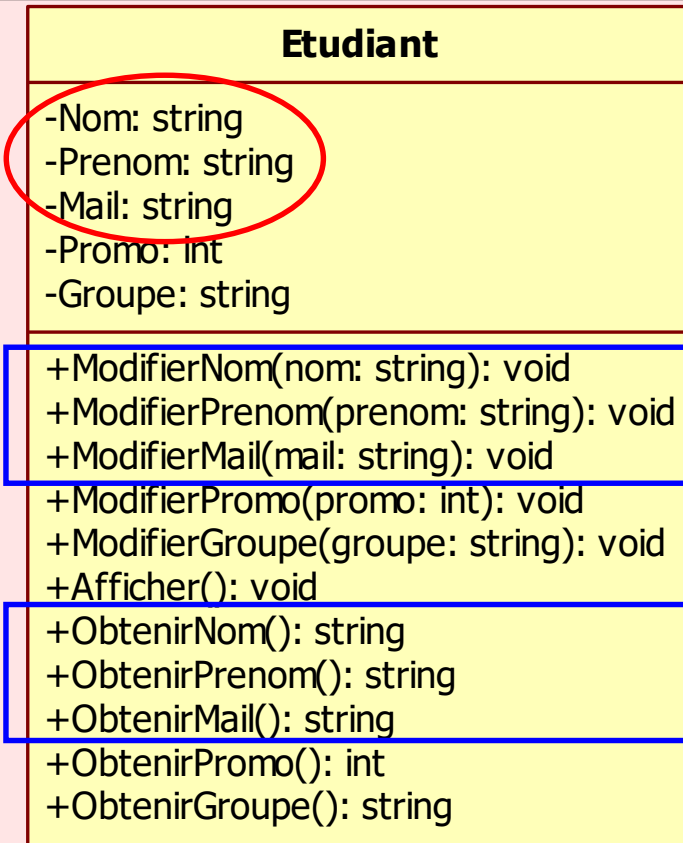 Etudiant
-Nom: string
-Prenom: string
-Mail: string
-Promo: int
-Groupe: string
+ModifierNom(nom: string): void
+ModifierPrenom(prenom: string): void
+ModifierMail(mail: string): void
+ModifierPromo(promo: int): void
+ModifierGroupe(groupe: string): void
+Afficher(): void
+ObtenirNom(): string
+ObtenirPrenom(): string
+ObtenirMail(): string
+ObtenirPromo(): int
+ObtenirGroupe(): string